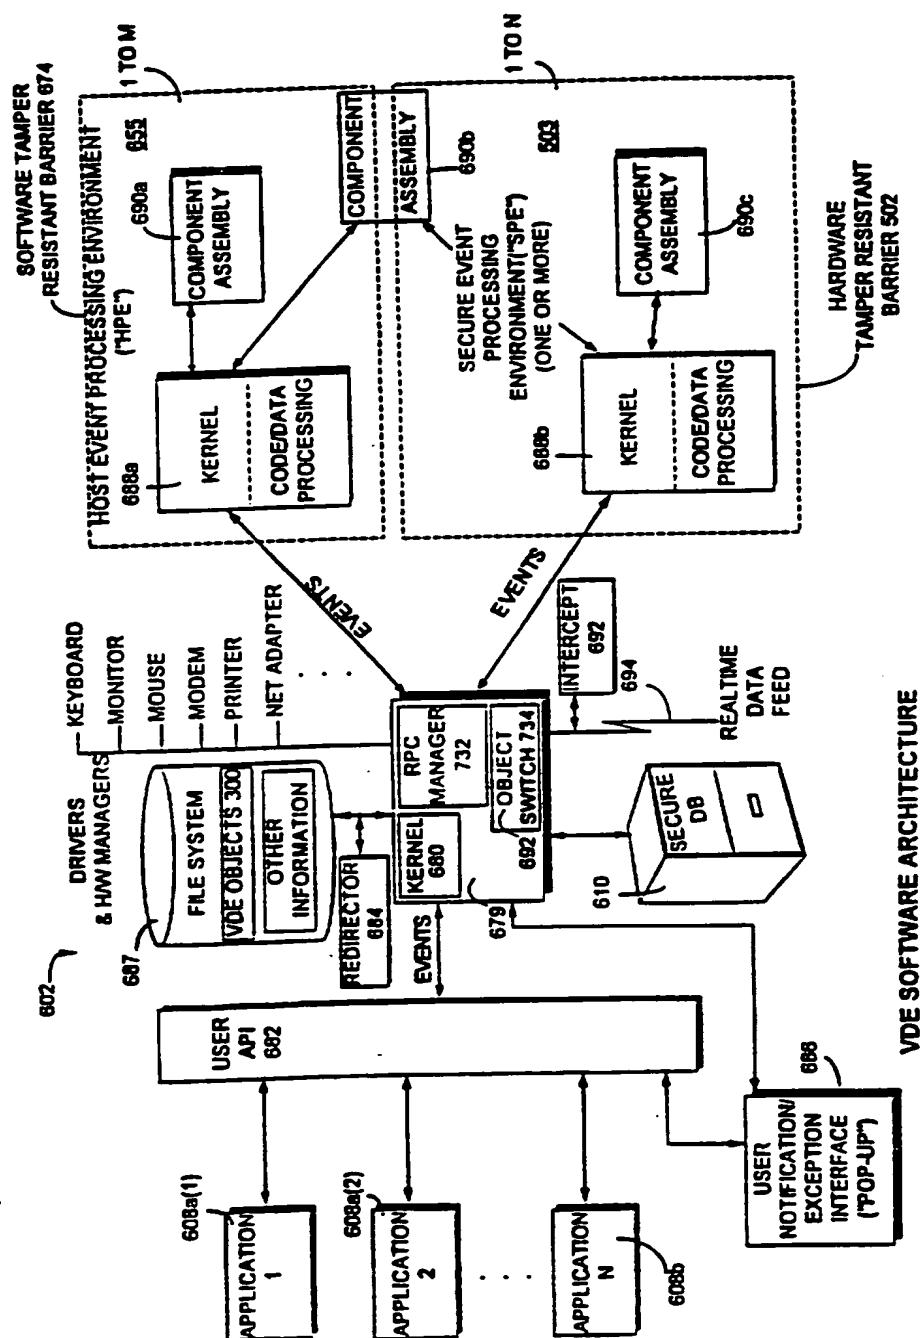 SOFTWARE TAMPER
RESISTANT BARRIER 674
HOST EVENT PROCESSING ENVIRONMENT
("HPE")
655
1 TO M
690a
COMPONENT
ASSEMBLY
688a
KERNEL
CODE/DATA
PROCESSING
COMPONENT
ASSEMBLY
690b
1 TO N
503
SECURE EVENT
PROCESSING
ENVIRONMENT("SPE")
(ONE OR MORE)
COMPONENT
ASSEMBLY
690c
688b
KERNEL
CODE/DATA
PROCESSING
HARDWARE
TAMPER RESISTANT
BARRIER 502
EVENTS
EVENTS
602
DRIVERS
& H/W MANAGERS
KEYBOARD
MONITOR
MOUSE
MODEM
PRINTER
NET ADAPTER
687
FILE SYSTEM
VDE OBJECTS 300
OTHER
INFORMATION
REDIRECTOR
684
KERNEL
680
RPC
MANAGER
732
692
OBJECT
SWITCH 734
679
INTERCEPT
692
694
REALTIME
DATA
FEED
SECURE
DB
610
EVENTS
USER
API
682
608a(1)
APPLICATION
1
608a(2)
APPLICATION
2
APPLICATION
N
608b
USER
NOTIFICATION/
EXCEPTION
INTERFACE
("POP-UP")
686
VDE SOFTWARE ARCHITECTURE